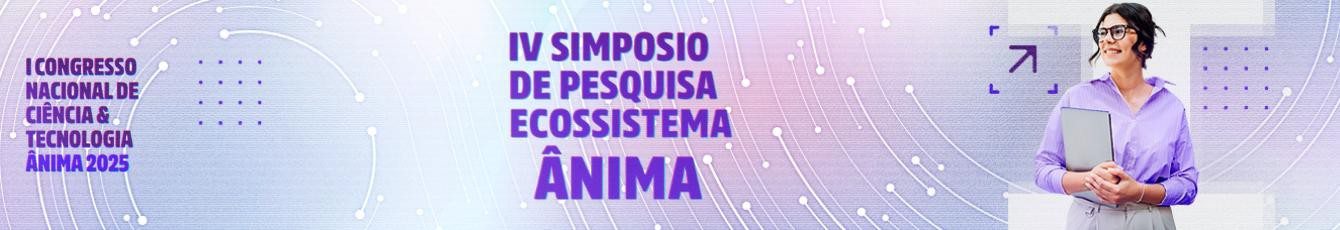 I CONGRESSO
NACIONAL DE
CIÊNCIA &
TECNOLOGIA
ÂNIMA 2025
IV SIMPOSIO
DE PESQUISA
ECOSSISTEMA
ÂNIMA